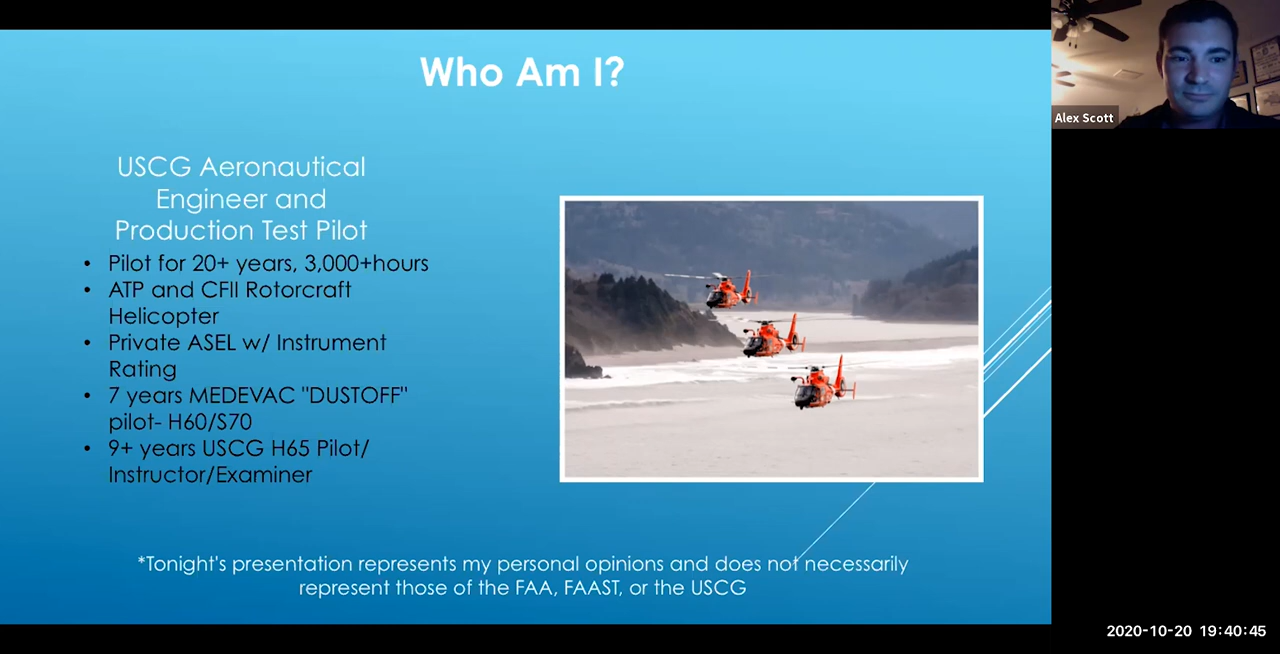 Who Am I?
USCG Aeronautical
Engineer and
Production Test Pilot
• Pilot for 20+ years, 3,000+hours
• ATP and CFII Rotorcraft
Helicopter
• Private ASEL w/ Instrument
Rating
• 7 years MEDEVAC "DUSTOFF"
pilot- H60/S70
• 9+ years USCG H65 Pilot/
Instructor/Examiner
*Tonight's presentation represents my personal opinions and does not necessarily
represent those of the FAA, FAAST, or the USCG
Alex Scott
2020-10-20 19:40:45